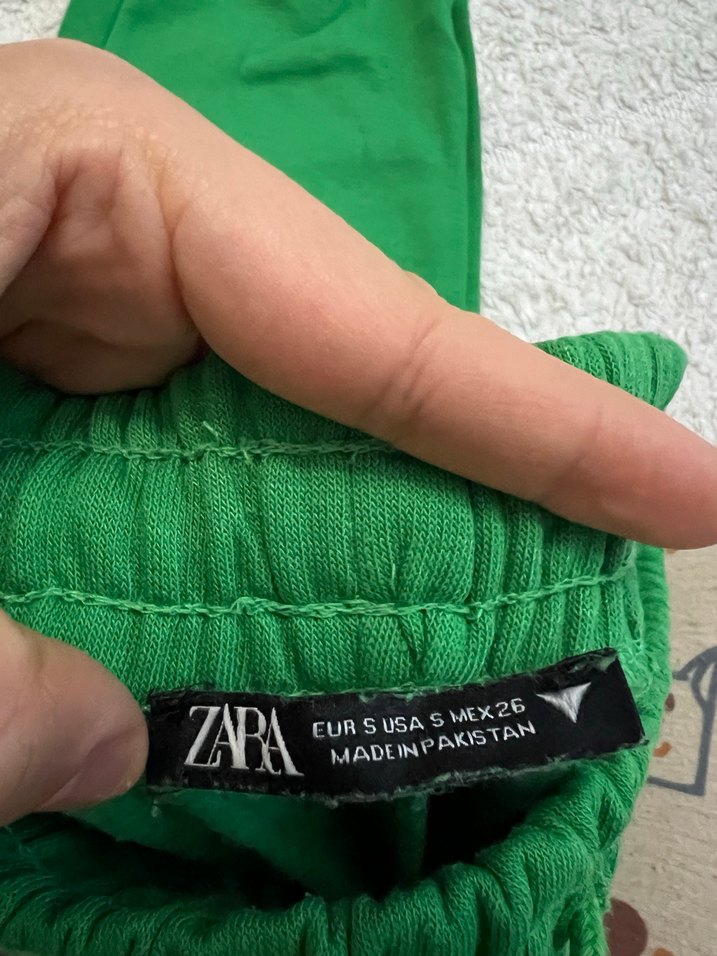 ZARA
EUR S USA S MEX 26
MADE IN PAKISTAN